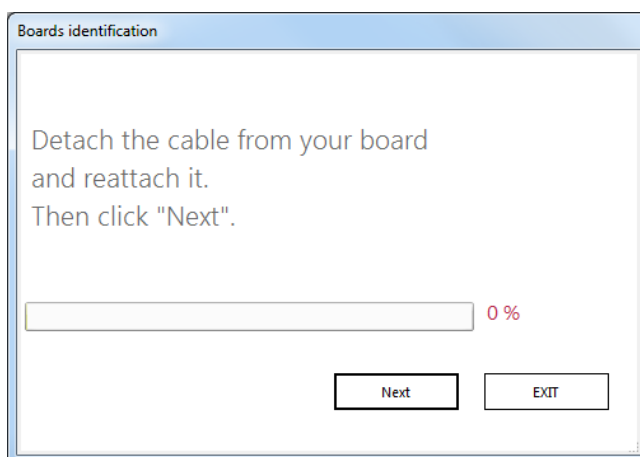 Boards identification
Detach the cable from your board
and reattach it.
Then click "Next".
0 %
Next
EXIT